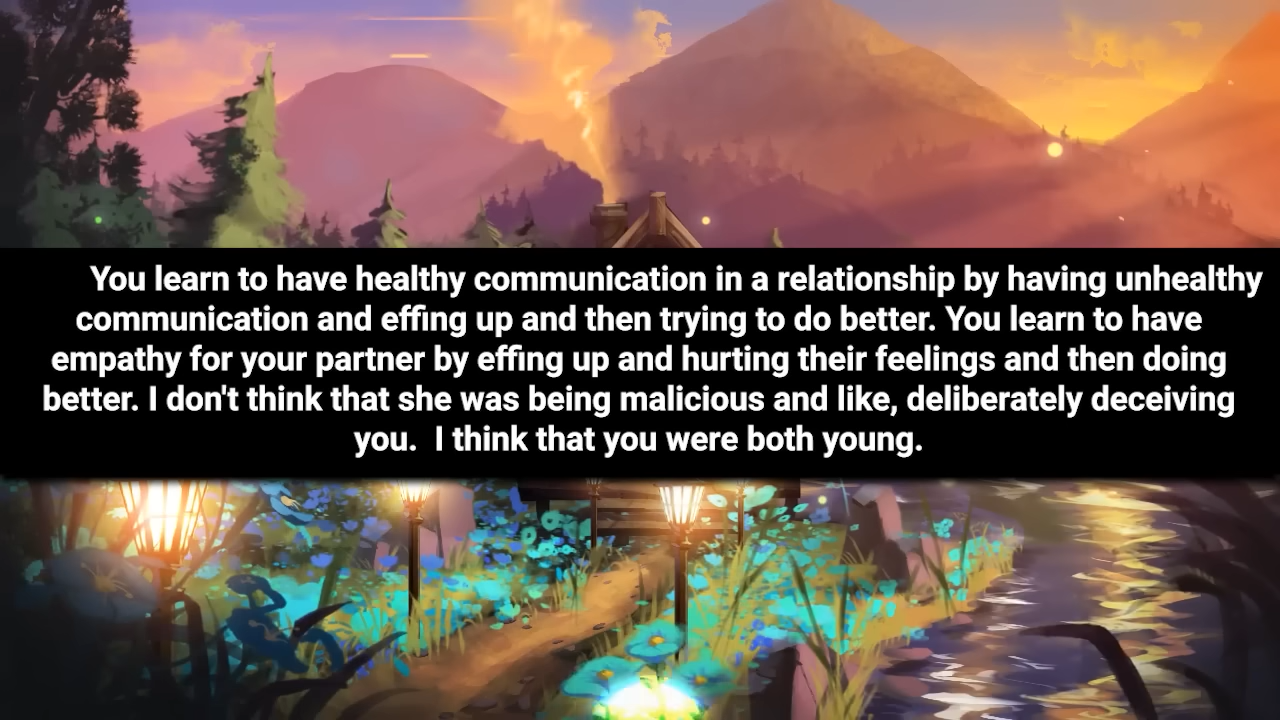 You learn to have healthy communication in a relationship by having unhealthy
communication and effing up and then trying to do better. You learn to have
empathy for your partner by effing up and hurting their feelings and then doing
better. I don't think that she was being malicious and like, deliberately deceiving
you.  I think that you were both young.